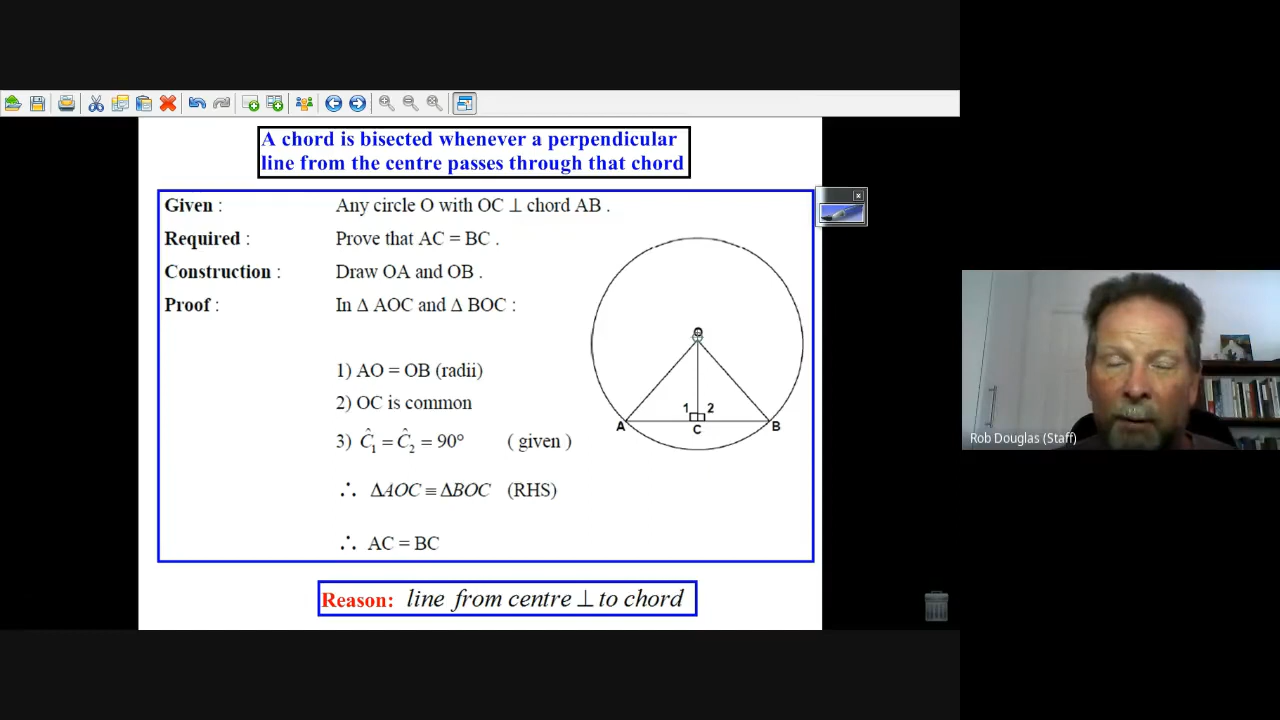 A chord is bisected whenever a perpendicular
line from the centre passes through that chord
Given : Any circle O with OC ⊥ chord AB .
Required : Prove that AC = BC .
Construction : Draw OA and OB .
Proof : In Δ AOC and Δ BOC :
1) AO = OB (radii)
2) OC is common
3) Ĉ₁ = Ĉ₂ = 90° ( given )
∴ ΔAOC ≡ ΔBOC (RHS)
∴ AC = BC
O
1 2
A C B
Reason: line from centre ⊥ to chord
Rob Douglas (Staff)